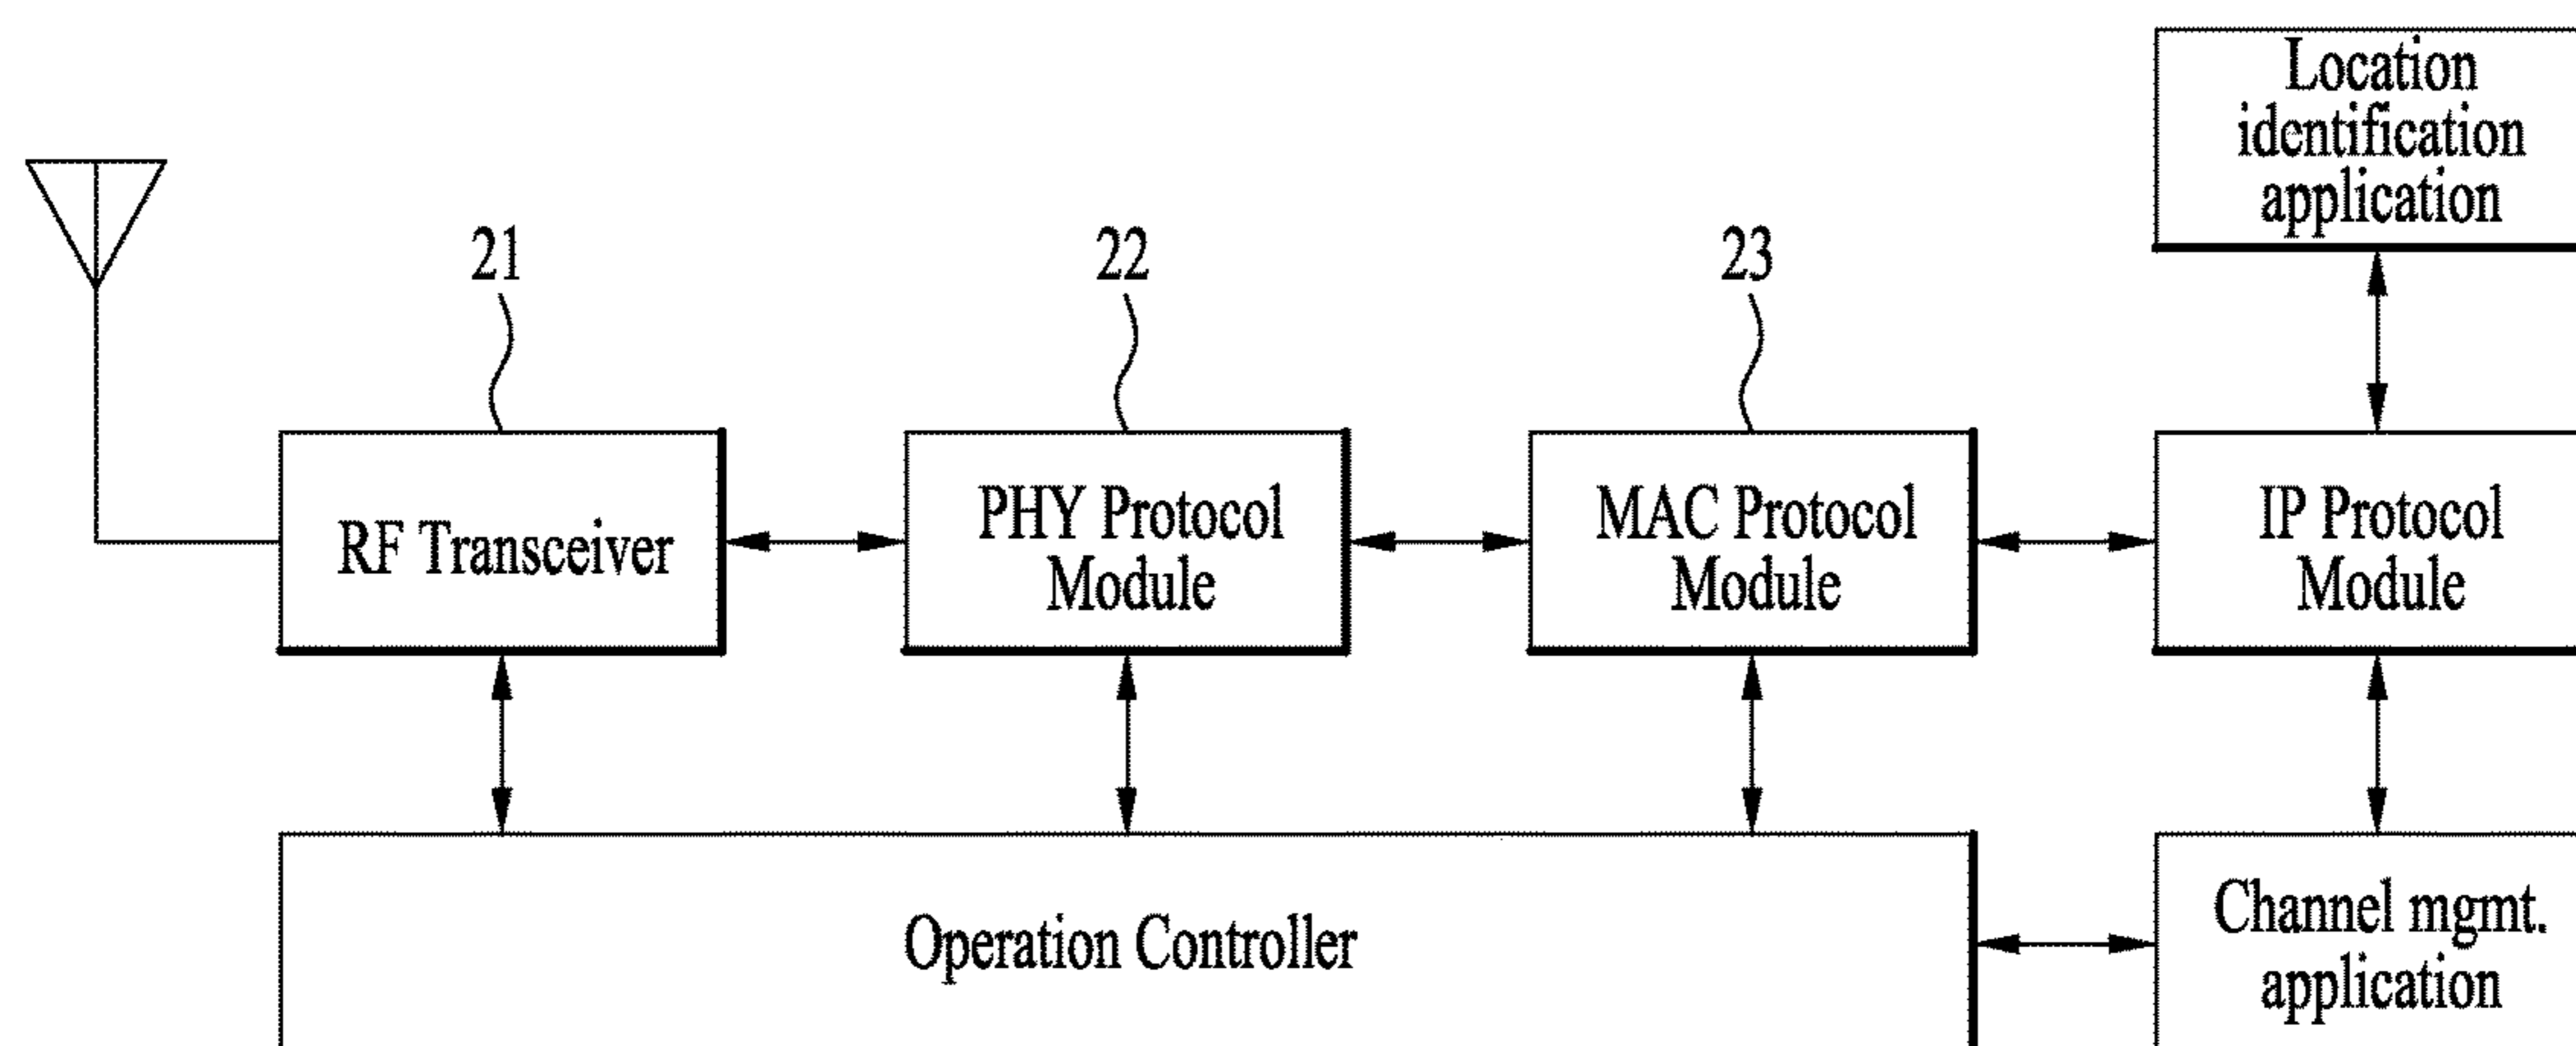 Location
identification
application
21
22
23
RF Transceiver
PHY Protocol
Module
MAC Protocol
Module
IP Protocol
Module
Operation Controller
Channel mgmt.
application